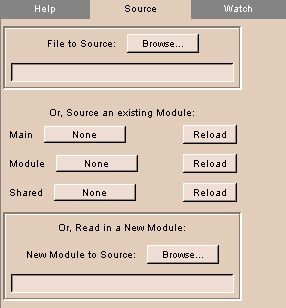 Help Source Watch
File to Source: Browse...
Or, Source an existing Module:
Main None Reload
Module None Reload
Shared None Reload
Or, Read in a New Module:
New Module to Source: Browse...